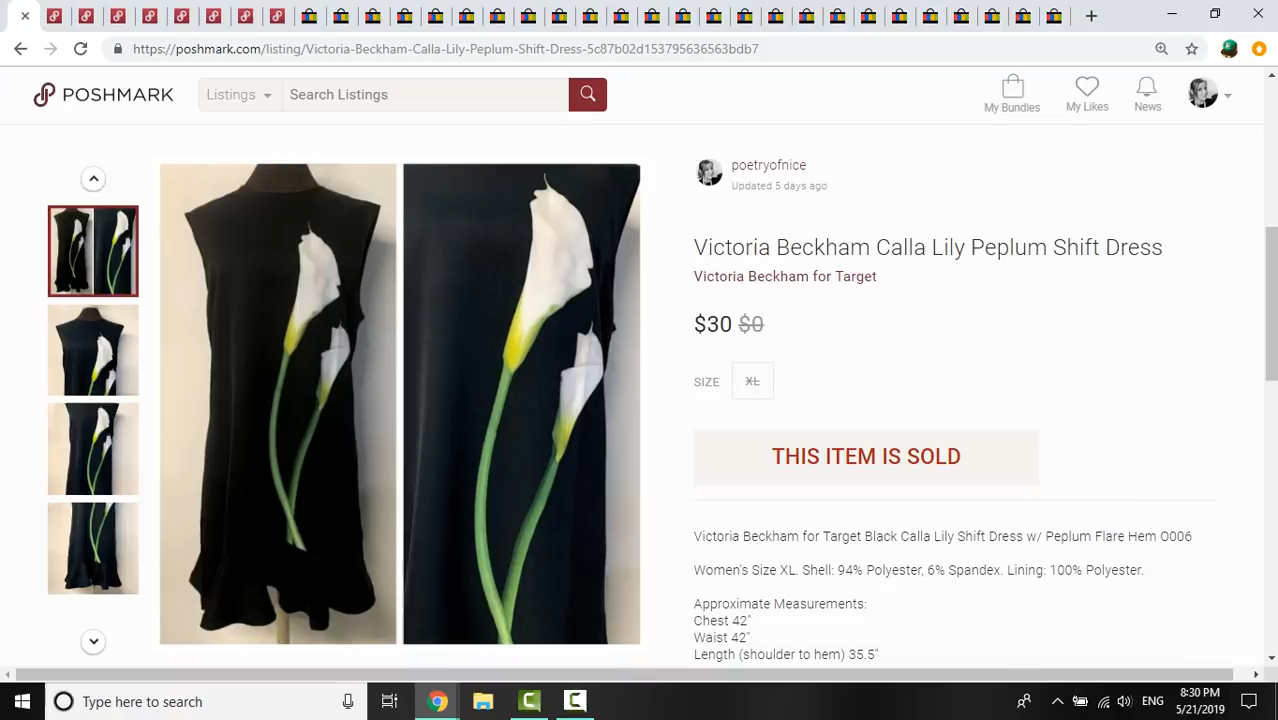 https://poshmark.com/listing/Victoria-Beckham-Calla-Lily-Peplum-Shift-Dress-5c87b02d153795636563bdb7
POSHMARK
Listings
Search Listings
My Bundles
My Likes
News
poetryofnice
Updated 5 days ago
Victoria Beckham Calla Lily Peplum Shift Dress
Victoria Beckham for Target
$30 $0
SIZE XL
THIS ITEM IS SOLD
Victoria Beckham for Target Black Calla Lily Shift Dress w/ Peplum Flare Hem O006
Women's Size XL. Shell: 94% Polyester, 6% Spandex. Lining: 100% Polyester.
Approximate Measurements:
Chest 42"
Waist 42"
Length (shoulder to hem) 35.5"
Type here to search
ENG
8:30 PM
5/21/2019